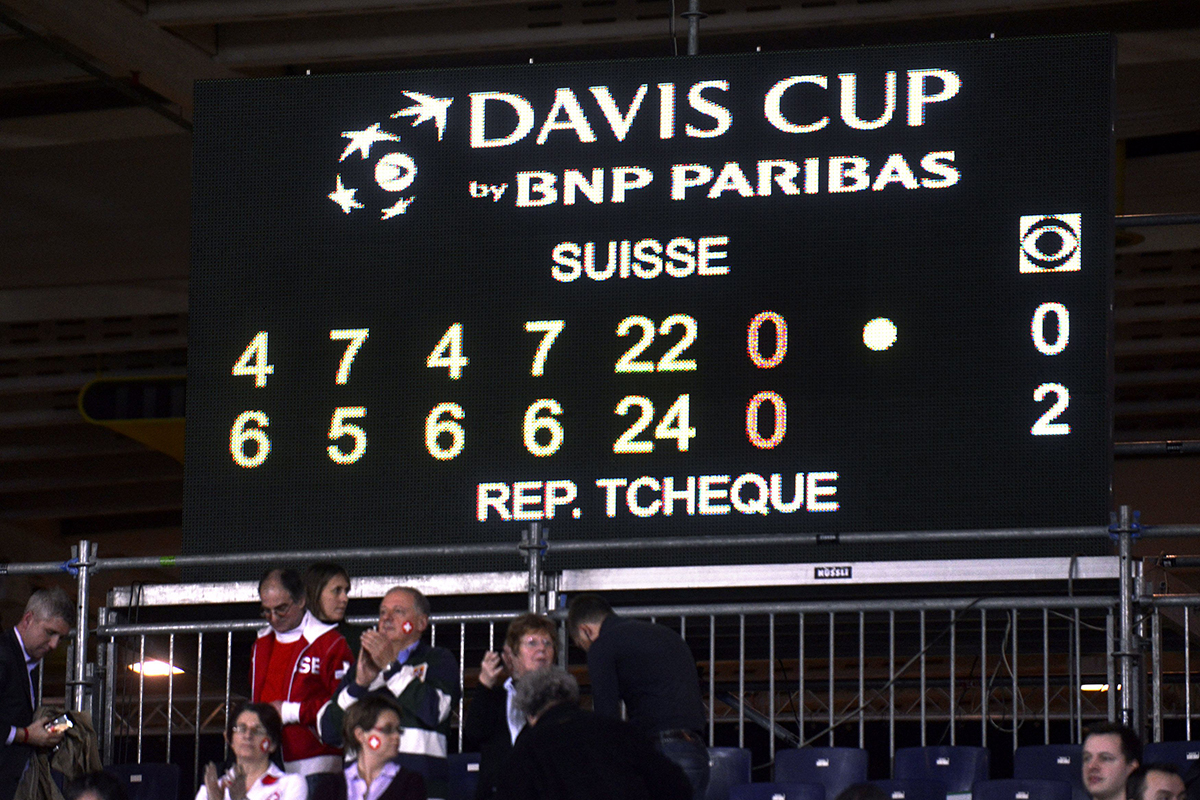 DAVIS CUP
by BNP PARIBAS
SUISSE
4 7 4 7 22 0 0
6 5 6 6 24 0 2
REP. TCHEQUE
NÜSSLI
SE